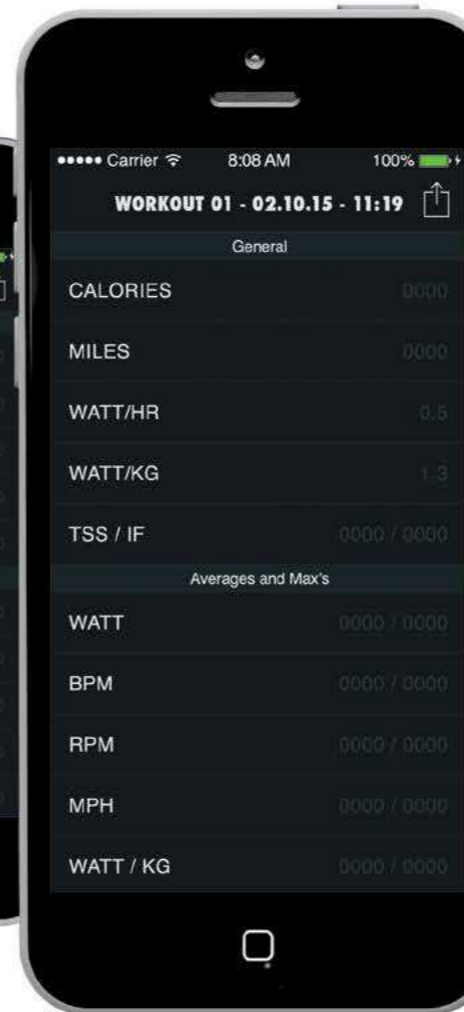 ●●●●● Carrier 8:08 AM 100%
WORKOUT 01 - 02.10.15 - 11:19
General
CALORIES 0000
MILES 0000
WATT/HR 0.5
WATT/KG 1.3
TSS / IF 0000 / 0000
Averages and Max's
WATT 0000 / 0000
BPM 0000 / 0000
RPM 0000 / 0000
MPH 0000 / 0000
WATT / KG 0000 / 0000